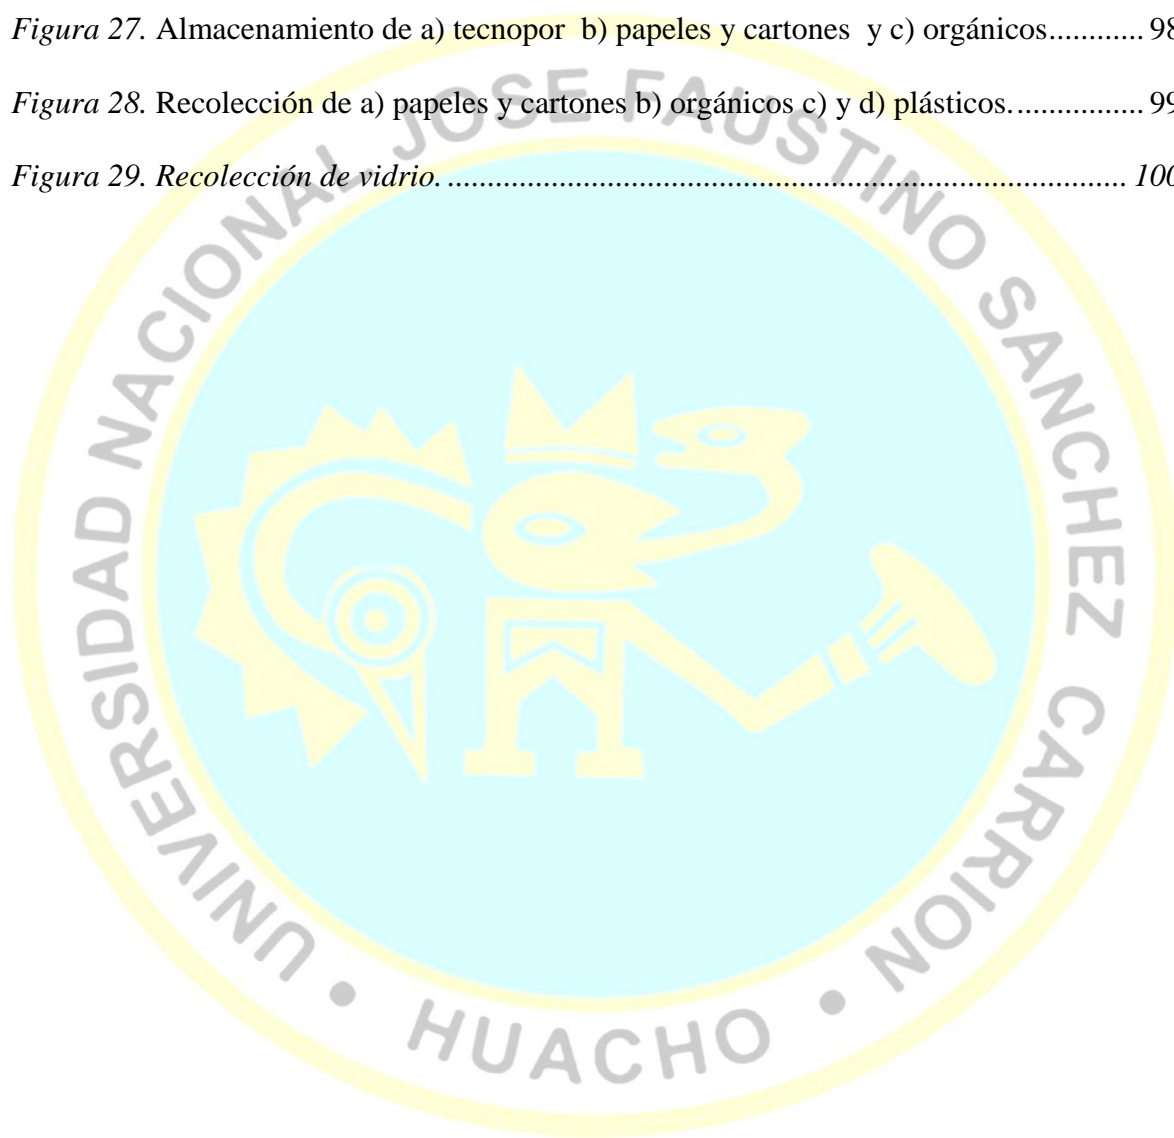 Figura 27. Almacenamiento de a) tecnopor b) papeles y cartones y c) orgánicos............ 98
Figura 28. Recolección de a) papeles y cartones b) orgánicos c) y d) plásticos................. 99
Figura 29. Recolección de vidrio. ................................................................................ 100
UNIVERSIDAD NACIONAL JOSE FAUSTINO SANCHEZ CARRION • HUACHO •